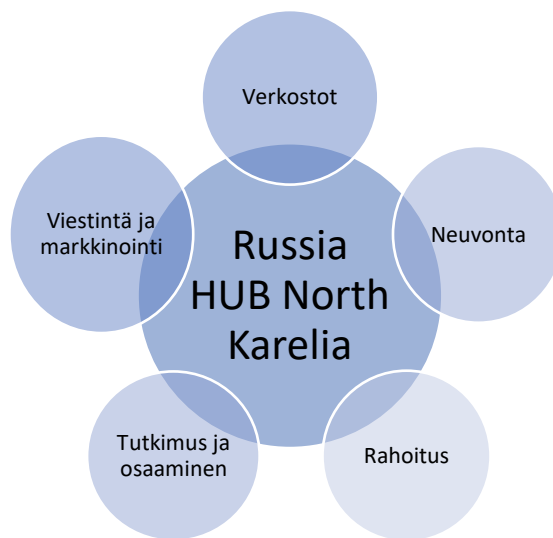 Verkostot
Viestintä ja
markkinointi
Neuvonta
Russia
HUB North
Karelia
Tutkimus ja
osaaminen
Rahoitus